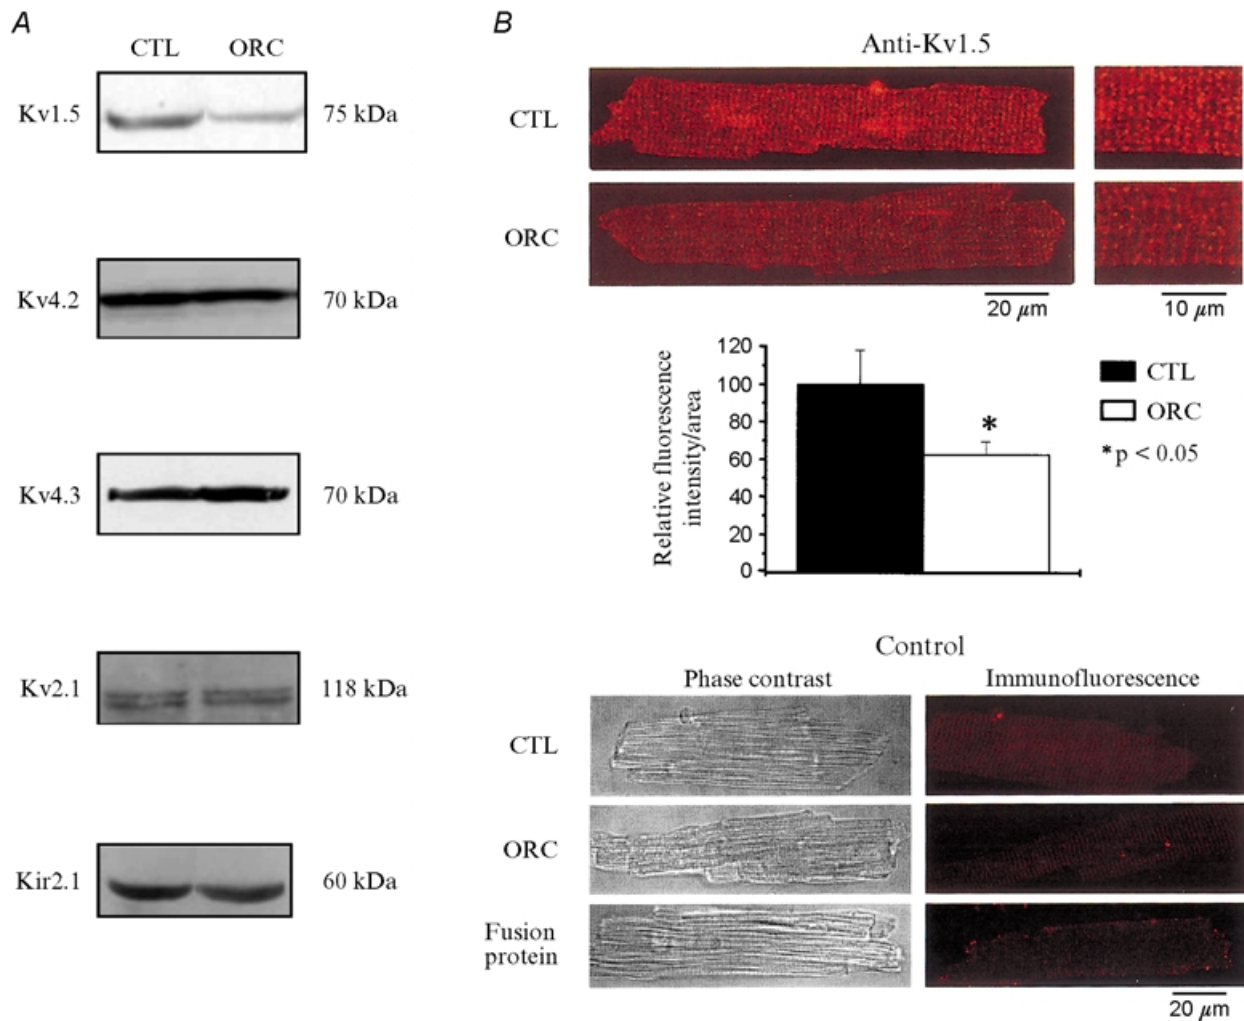 A
CTL ORC
Kv1.5 75 kDa
Kv4.2 70 kDa
Kv4.3 70 kDa
Kv2.1 118 kDa
Kir2.1 60 kDa
B
Anti-Kv1.5
CTL
ORC
20 µm 10 µm
Relative fluorescence
intensity/area
120
100
80
60
40
20
0
*
CTL
ORC
*p < 0.05
Control
Phase contrast Immunofluorescence
CTL
ORC
Fusion
protein
20 µm